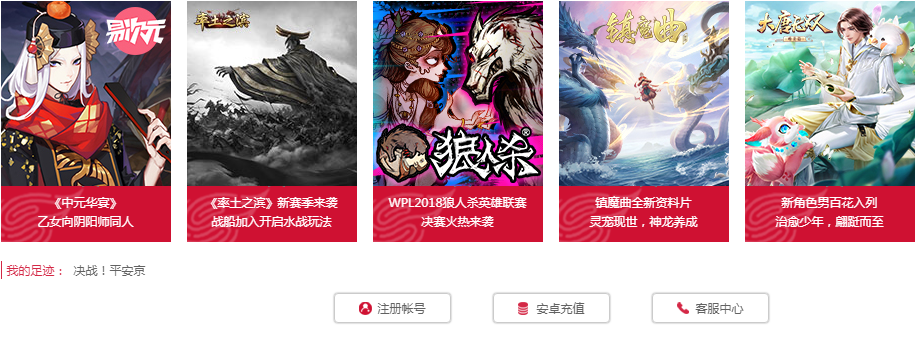 易次元
率土之滨
狼人杀®
镇魔曲
大唐无双
《中元华宴》
乙女向阴阳师同人
《率土之滨》新赛季来袭
战船加入开启水战玩法
WPL2018狼人杀英雄联赛
决赛火热来袭
镇魔曲全新资料片
灵宠现世，神龙养成
新角色男百花入列
治愈少年，翩跹而至
我的足迹： 决战！平安京
注册帐号
安卓充值
客服中心